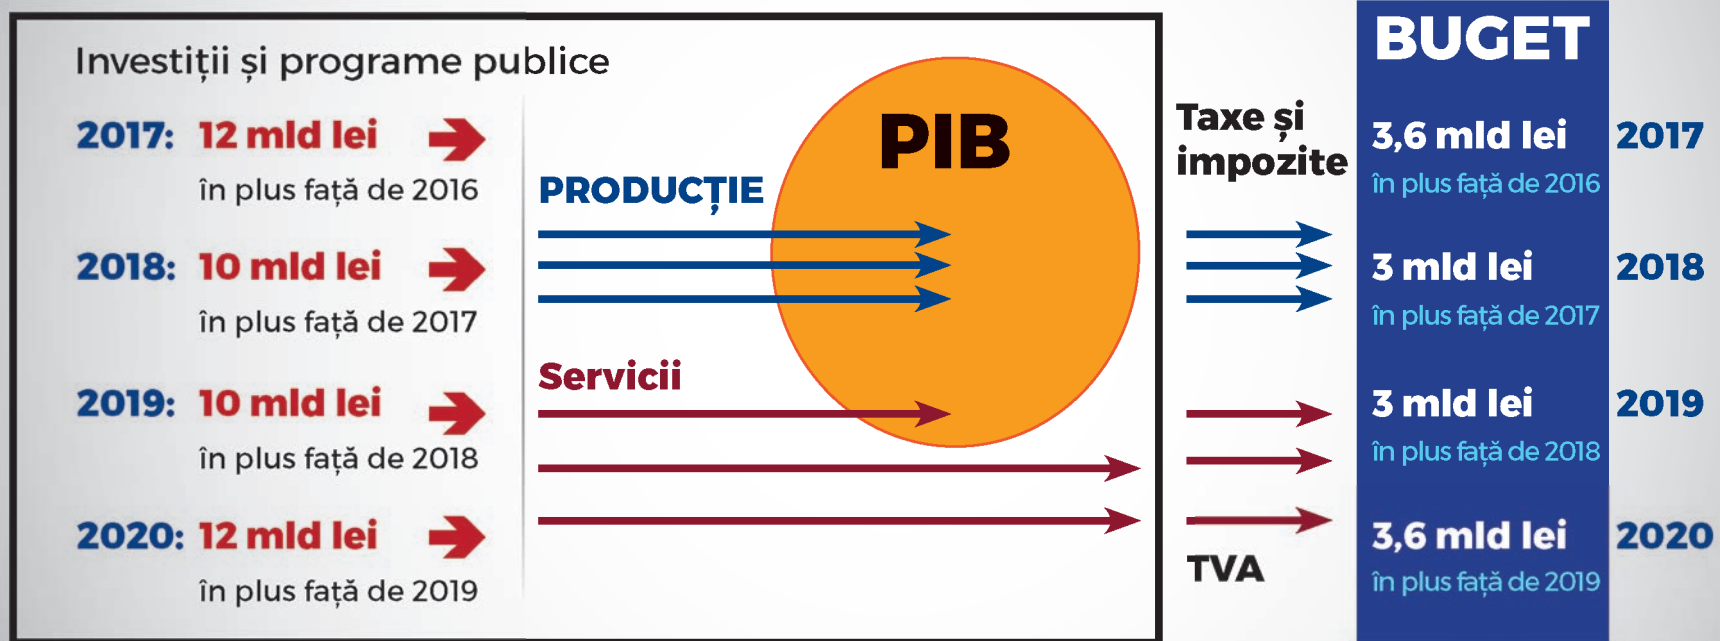 Investiții și programe publice
2017: 12 mld lei
în plus față de 2016
2018: 10 mld lei
în plus față de 2017
2019: 10 mld lei
în plus față de 2018
2020: 12 mld lei
în plus față de 2019
PRODUCȚIE
Servicii
PIB
Taxe și
impozite
TVA
BUGET
3,6 mld lei 2017
în plus față de 2016
3 mld lei 2018
în plus față de 2017
3 mld lei 2019
în plus față de 2018
3,6 mld lei 2020
în plus față de 2019